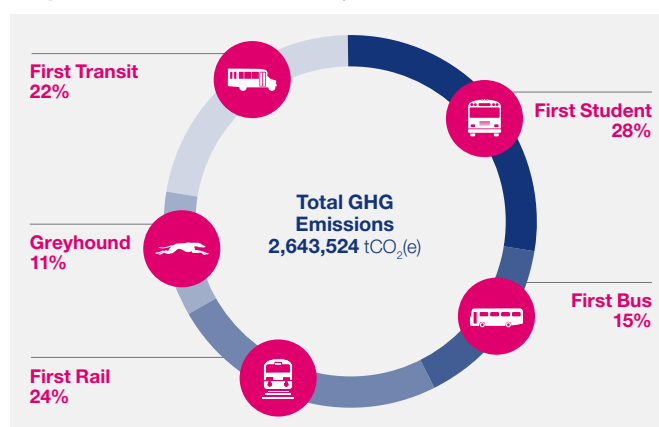 First Transit
22%
First Student
28%
Total GHG
Emissions
2,643,524 tCO₂(e)
Greyhound
11%
First Bus
15%
First Rail
24%